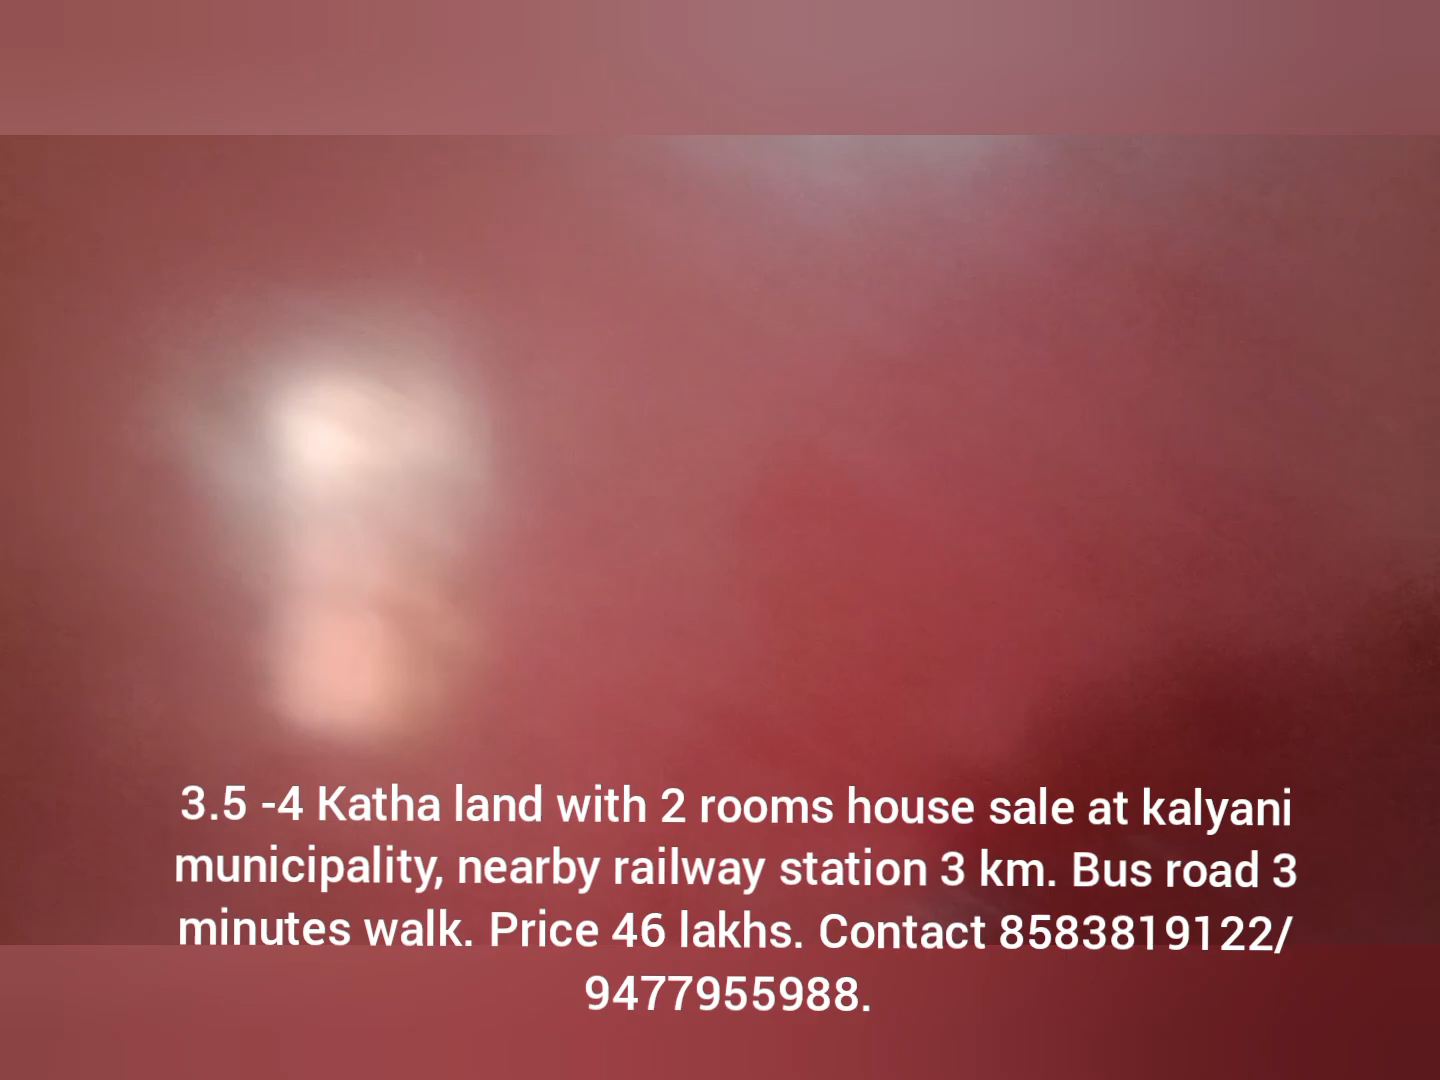 3.5 -4 Katha land with 2 rooms house sale at kalyani
municipality, nearby railway station 3 km. Bus road 3
minutes walk. Price 46 lakhs. Contact 8583819122/
9477955988.